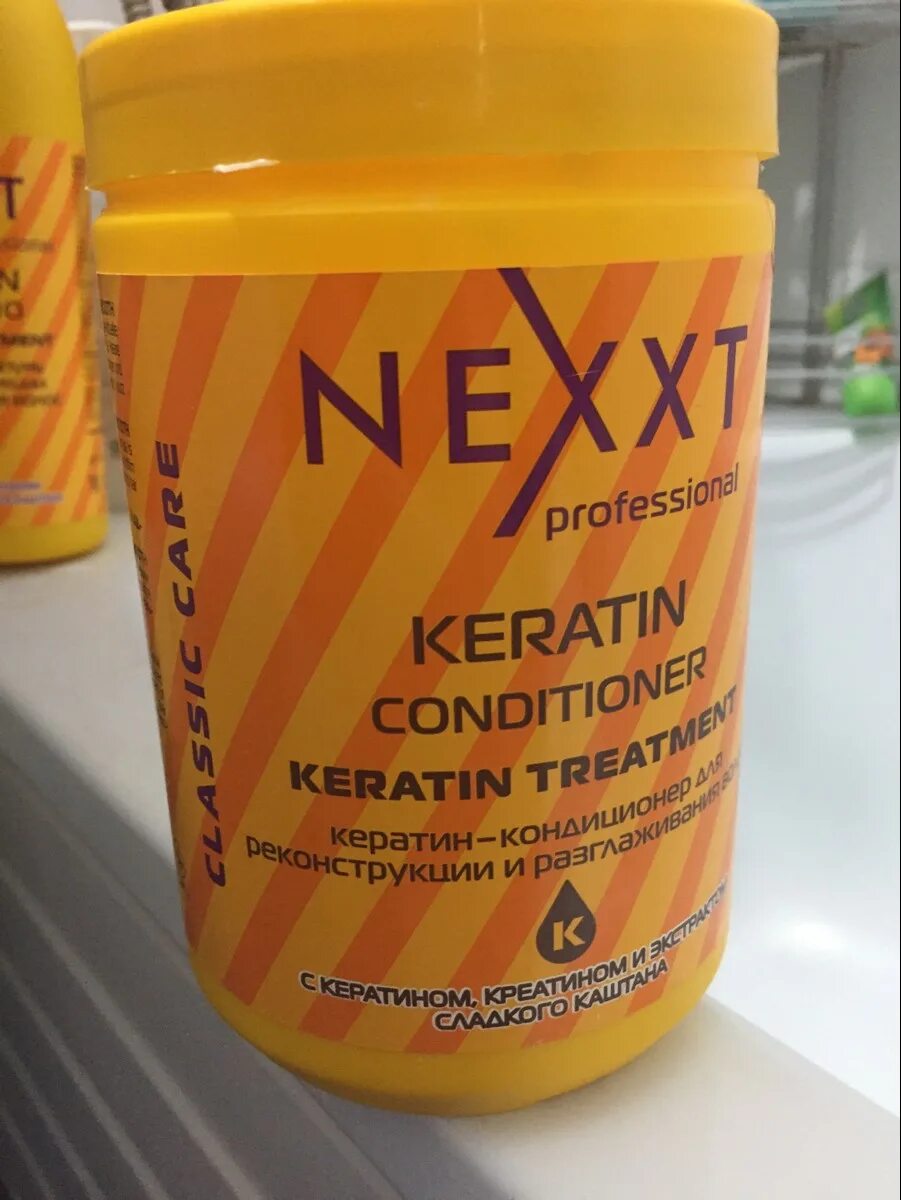 NEXXT
professional
KERATIN
CONDITIONER
KERATIN TREATMENT
кератин-кондиционер для
реконструкции и разглаживания
K
С КЕРАТИНОМ, КРЕАТИНОМ И ЭКСТРАКТОМ
СЛАДКОГО КАШТАНА
CLASSIC CARE